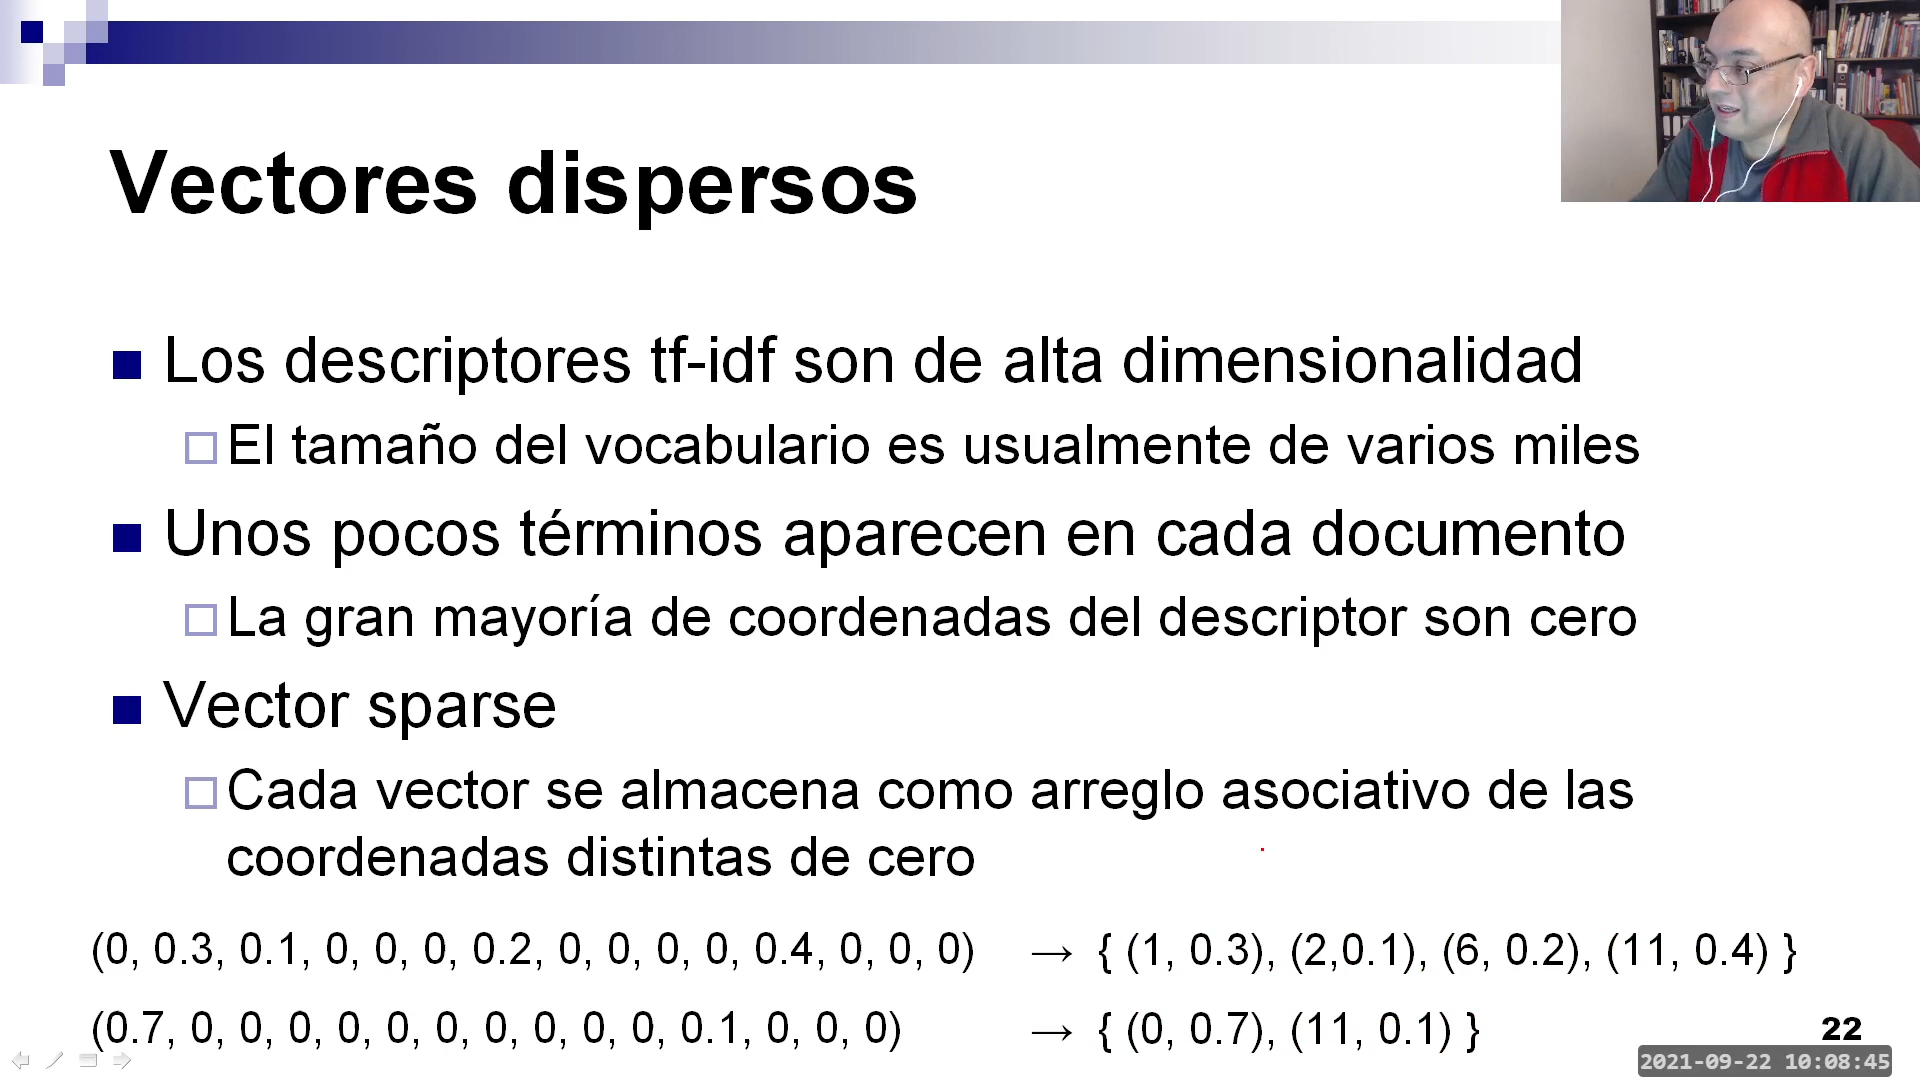 Vectores dispersos
Los descriptores tf-idf son de alta dimensionalidad
El tamaño del vocabulario es usualmente de varios miles
Unos pocos términos aparecen en cada documento
La gran mayoría de coordenadas del descriptor son cero
Vector sparse
Cada vector se almacena como arreglo asociativo de las
coordenadas distintas de cero
(0, 0.3, 0.1, 0, 0, 0, 0.2, 0, 0, 0, 0, 0.4, 0, 0, 0) → { (1, 0.3), (2,0.1), (6, 0.2), (11, 0.4) }
(0.7, 0, 0, 0, 0, 0, 0, 0, 0, 0, 0, 0.1, 0, 0, 0) → { (0, 0.7), (11, 0.1) }
22
2021-09-22 10:08:45